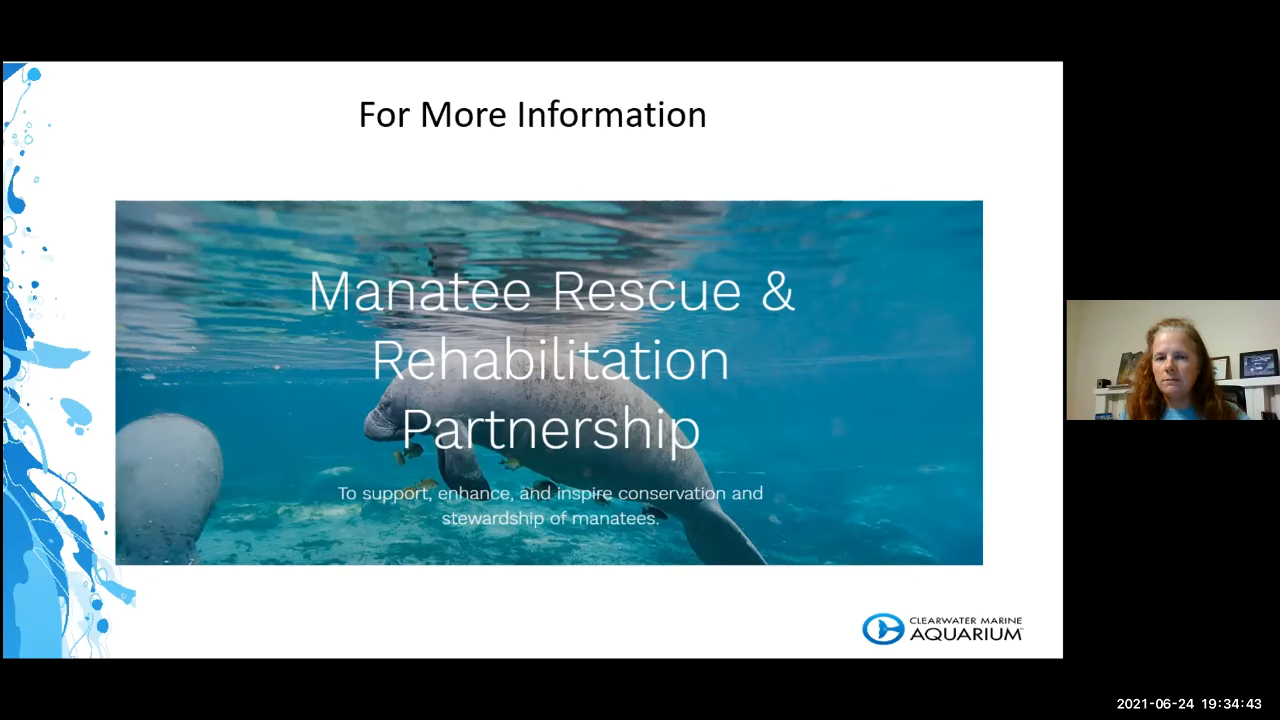 For More Information
Manatee Rescue &
Rehabilitation
Partnership
To support, enhance, and inspire conservation and
stewardship of manatees.
CLEARWATER MARINE
AQUARIUM™
2021-06-24 19:34:43